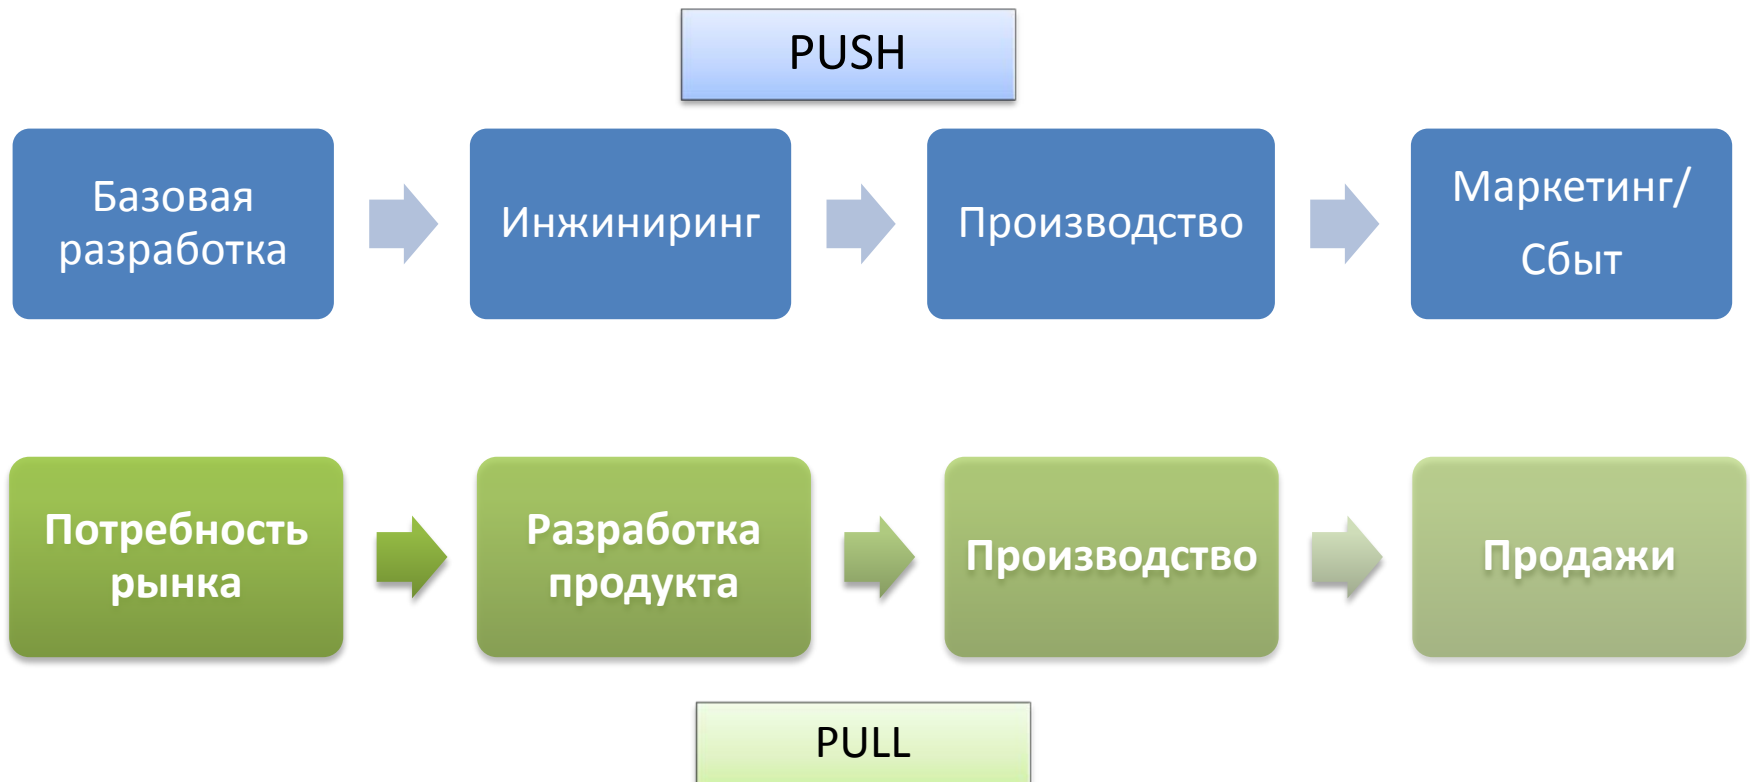 PUSH
Базовая
разработка
Инжиниринг
Производство
Маркетинг/
Сбыт
Потребность
рынка
Разработка
продукта
Производство
Продажи
PULL